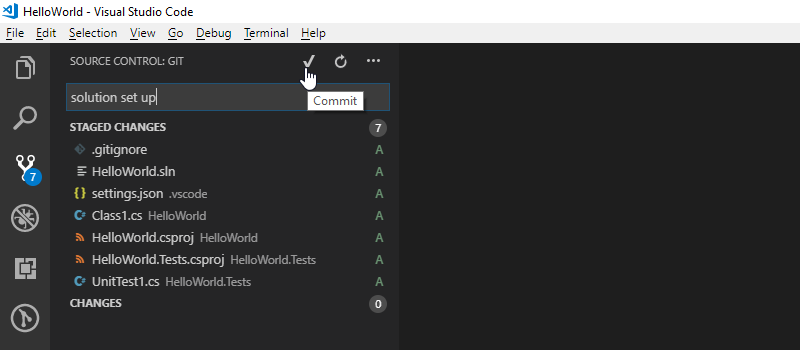 HelloWorld - Visual Studio Code
File Edit Selection View Go Debug Terminal Help
SOURCE CONTROL: GIT
solution set up
Commit
STAGED CHANGES 7
.gitignore A
HelloWorld.sln A
{ } settings.json .vscode A
C# Class1.cs HelloWorld A
HelloWorld.csproj HelloWorld A
HelloWorld.Tests.csproj HelloWorld.Tests A
7
C# UnitTest1.cs HelloWorld.Tests A
CHANGES 0